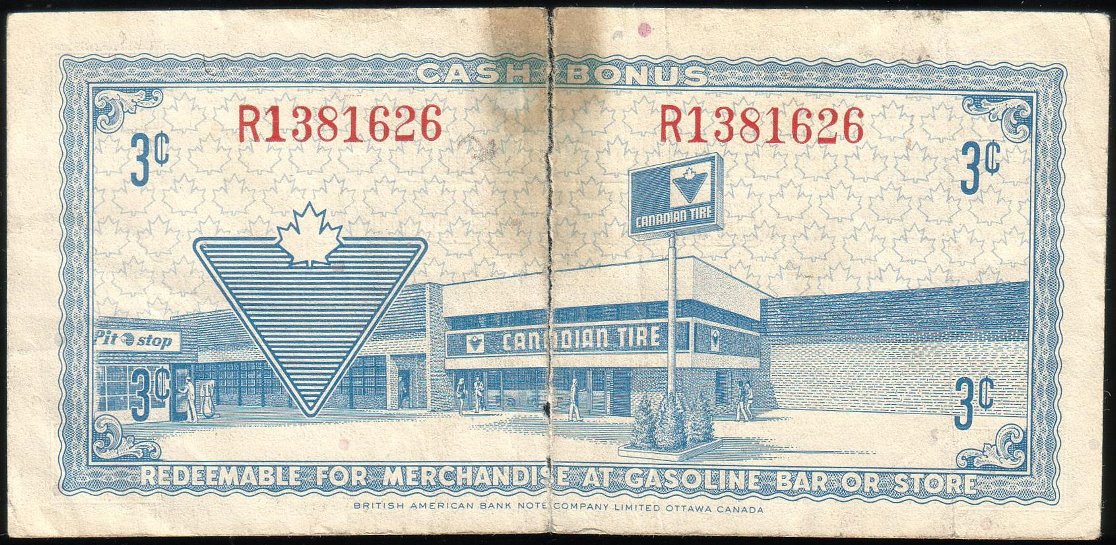 CASH BONUS
R1381626 R1381626
3¢ 3¢
CANADIAN TIRE
Pit stop
CANADIAN TIRE
3¢ 3¢
REDEEMABLE FOR MERCHANDISE AT GASOLINE BAR OR STORE
BRITISH AMERICAN BANK NOTE COMPANY LIMITED OTTAWA CANADA